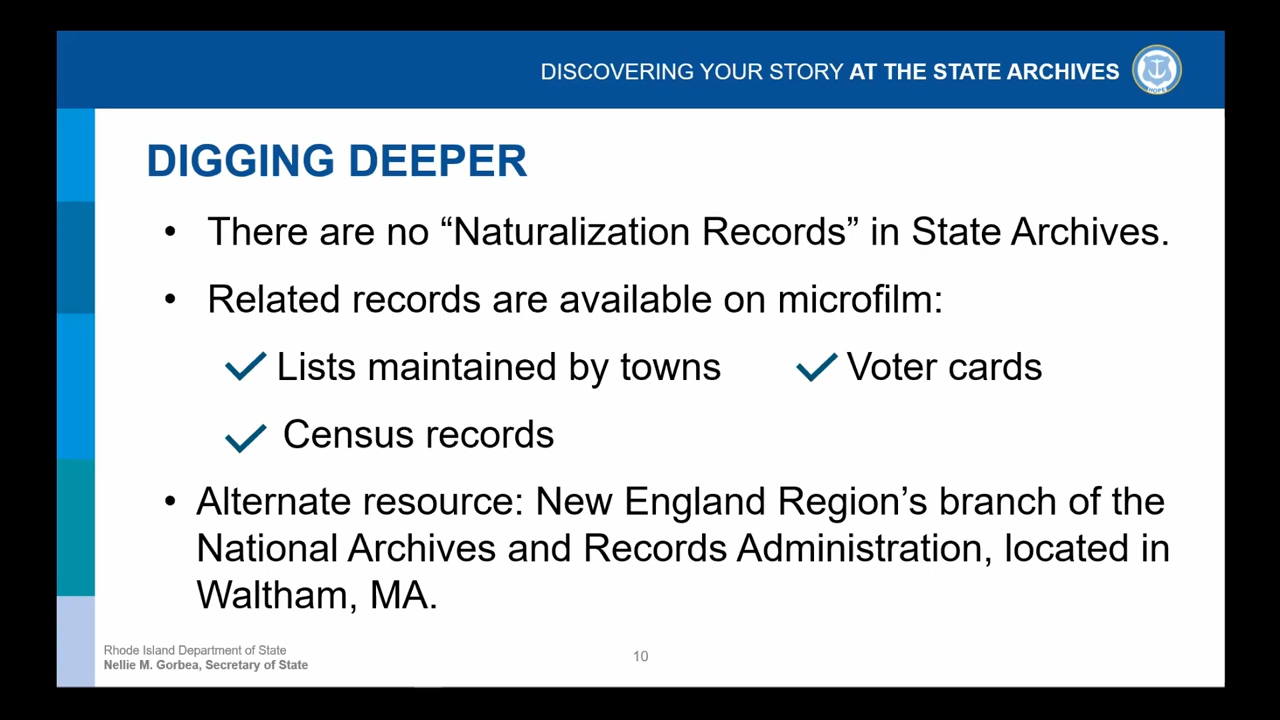 DISCOVERING YOUR STORY AT THE STATE ARCHIVES
HOPE
DIGGING DEEPER
• There are no “Naturalization Records” in State Archives.
• Related records are available on microfilm:
✓ Lists maintained by towns ✓ Voter cards
✓ Census records
• Alternate resource: New England Region’s branch of the
National Archives and Records Administration, located in
Waltham, MA.
Rhode Island Department of State
Nellie M. Gorbea, Secretary of State
10